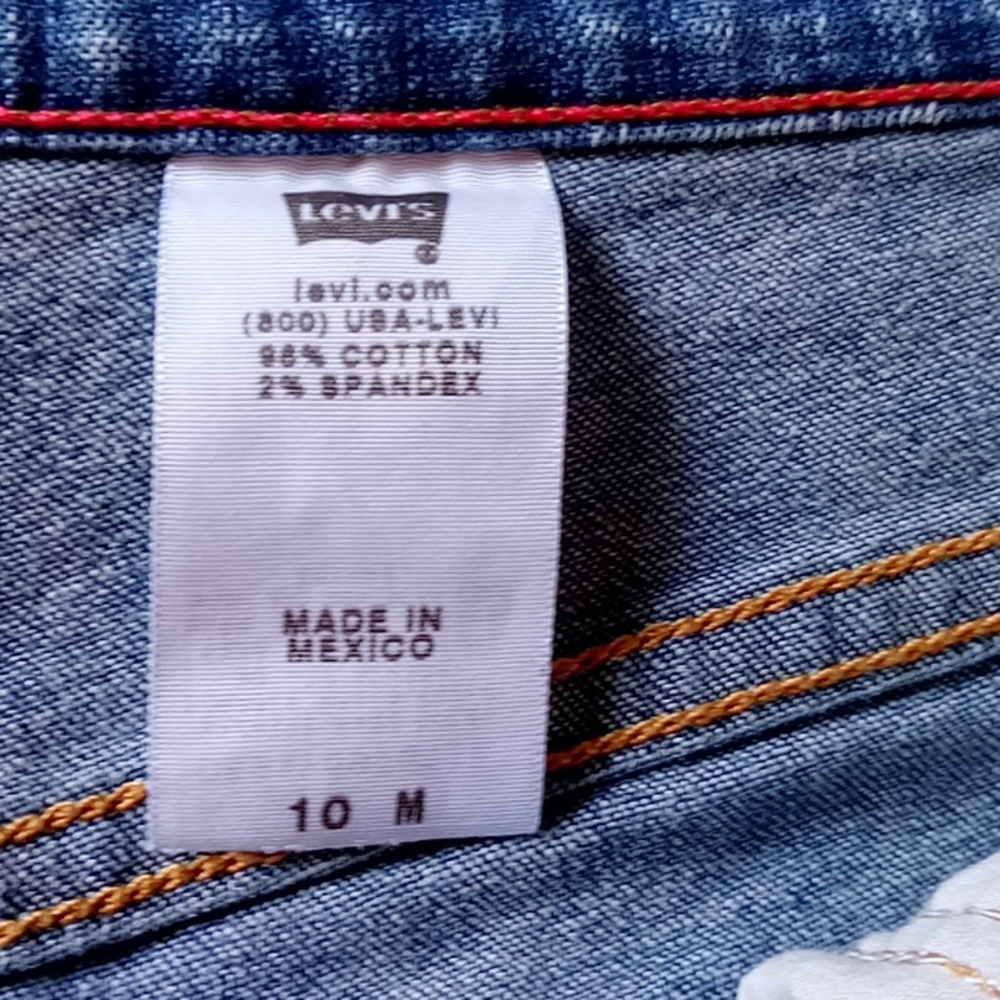 Levi's
®
levi.com
(800) USA-LEVI
98% COTTON
2% SPANDEX
MADE IN
MEXICO
10 M